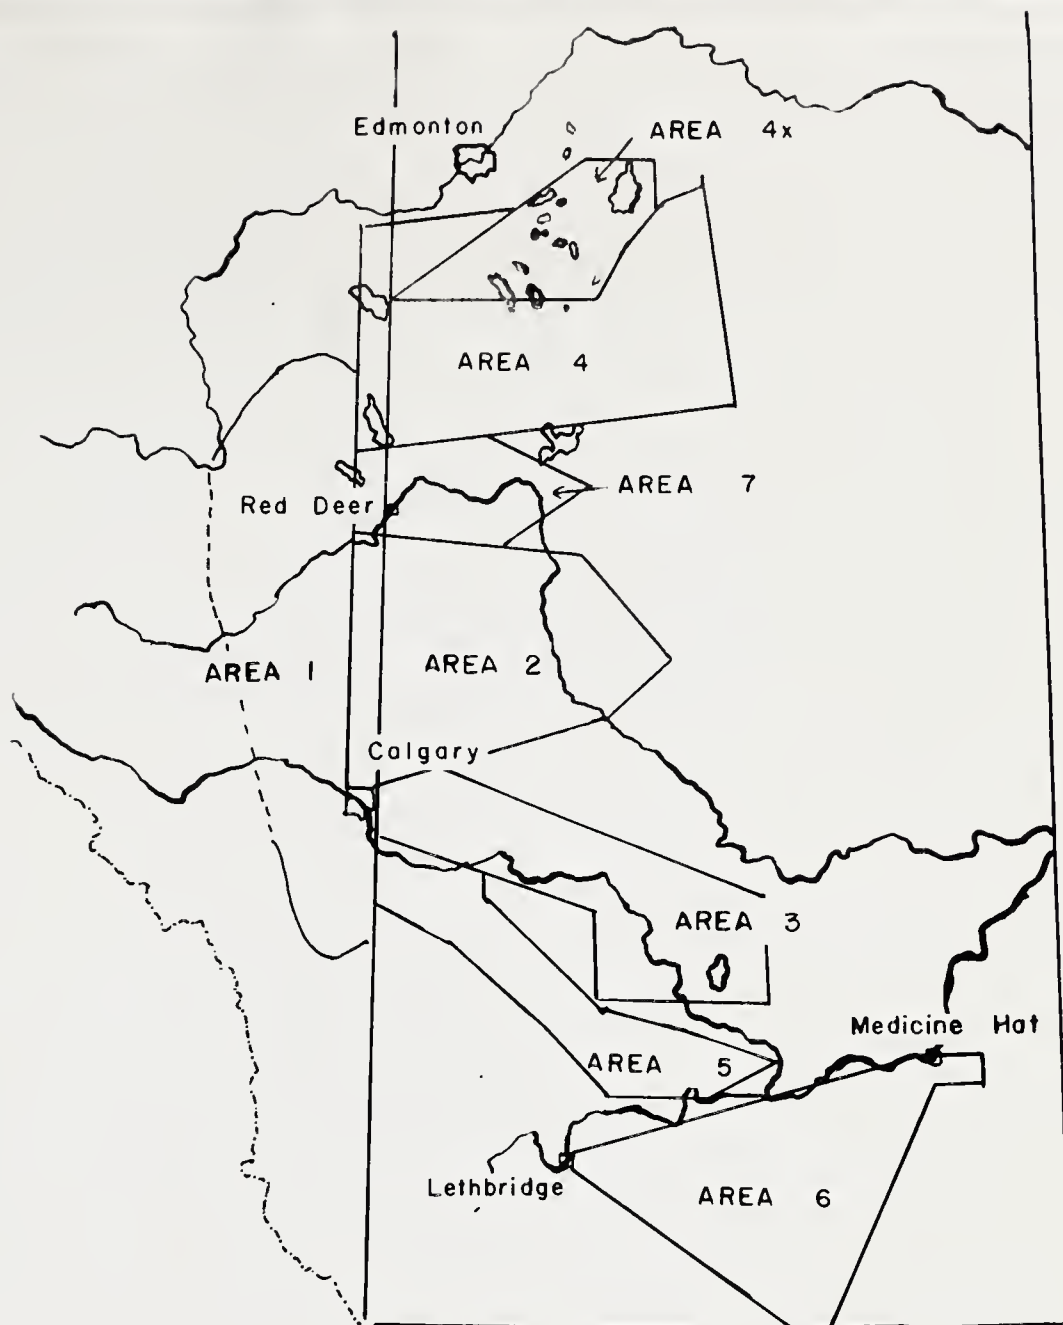 Edmonton
AREA 4x
AREA 4
AREA 7
Red Deer
AREA 1
AREA 2
Calgary
AREA 3
Medicine Hat
AREA 5
Lethbridge
AREA 6